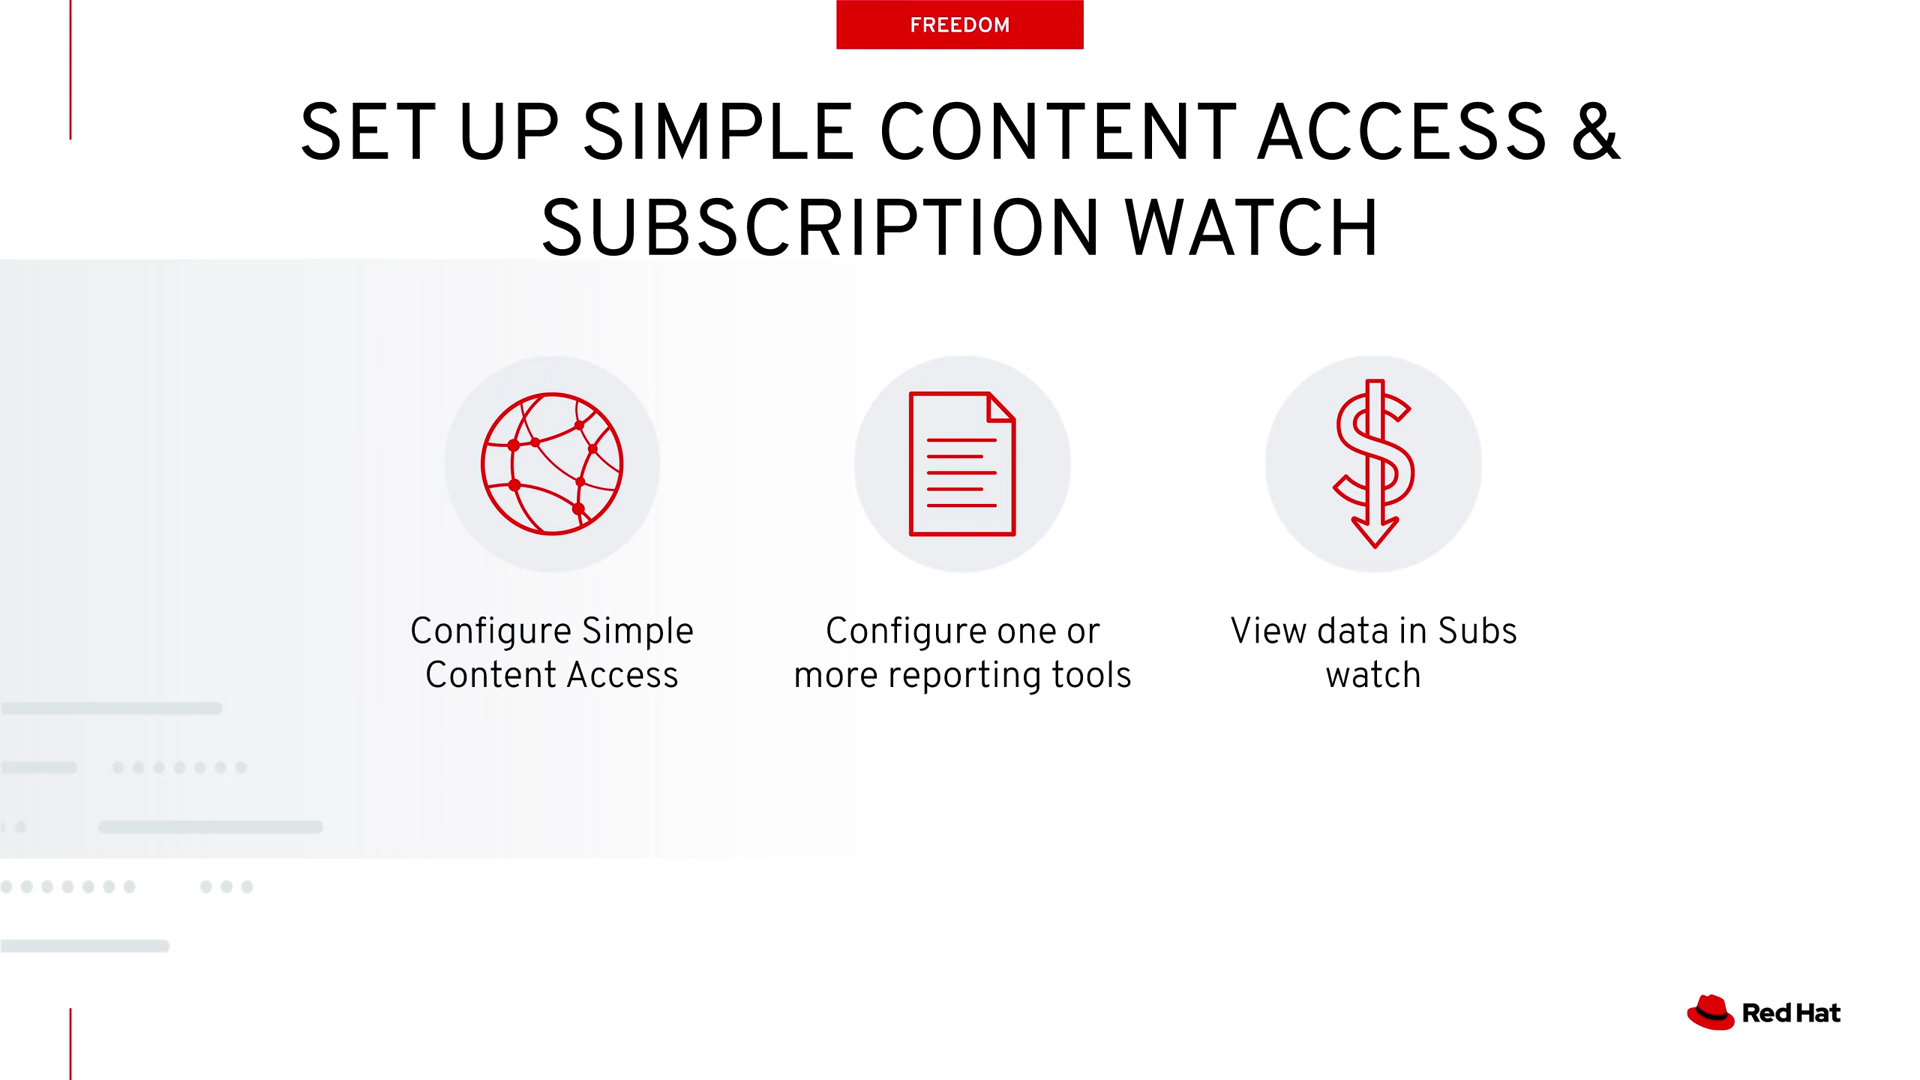 FREEDOM
SET UP SIMPLE CONTENT ACCESS &
SUBSCRIPTION WATCH
Configure Simple
Content Access
Configure one or
more reporting tools
View data in Subs
watch
Red Hat